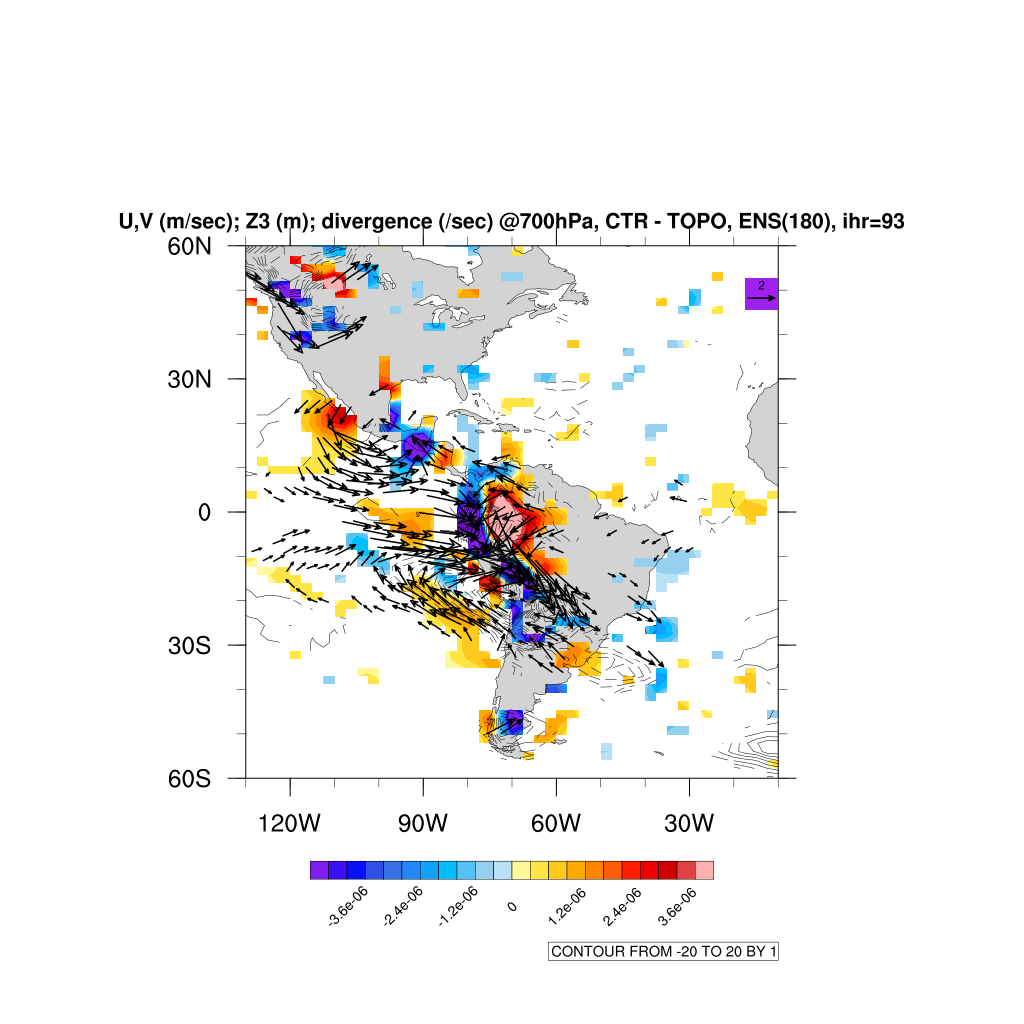 U,V (m/sec); Z3 (m); divergence (/sec) @700hPa, CTR - TOPO, ENS(180), ihr=93
60N
2
30N
0
30S
60S
120W 90W 60W 30W
-3.6e-06 -2.4e-06 -1.2e-06 0 1.2e-06 2.4e-06 3.6e-06
CONTOUR FROM -20 TO 20 BY 1